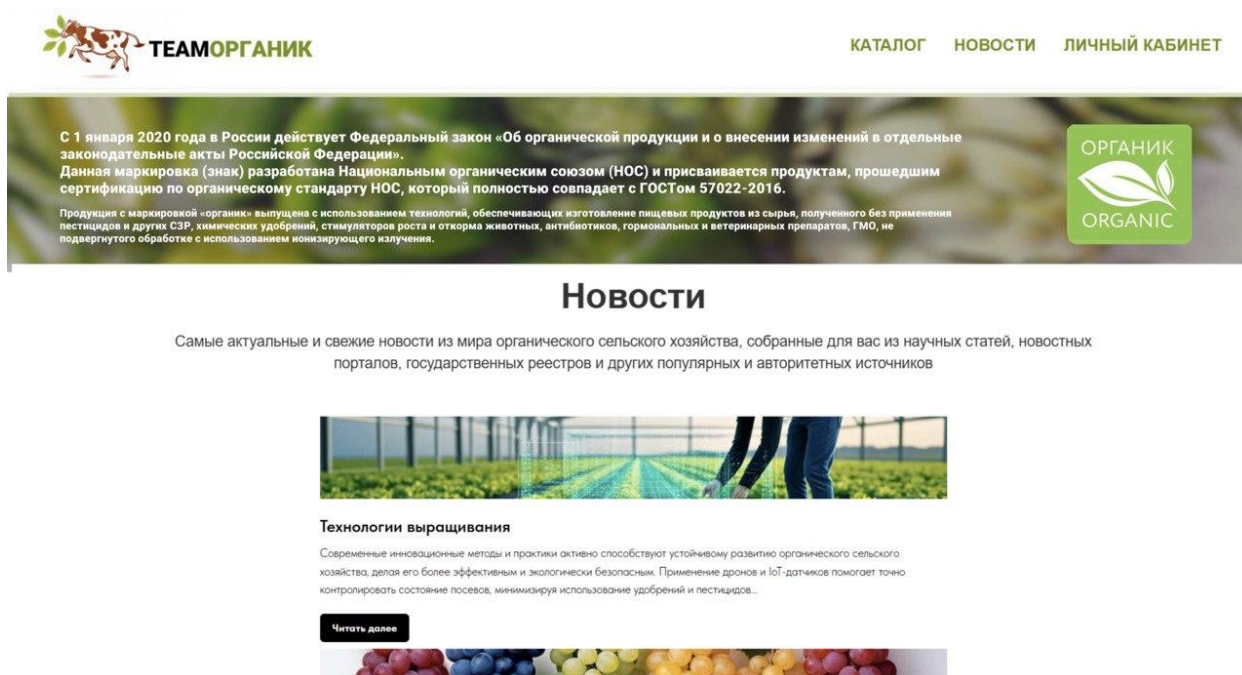 TEAMОРГАНИК
КАТАЛОГ НОВОСТИ ЛИЧНЫЙ КАБИНЕТ
С 1 января 2020 года в России действует Федеральный закон «Об органической продукции и о внесении изменений в отдельные
законодательные акты Российской Федерации».
Данная маркировка (знак) разработана Национальным органическим союзом (НОС) и присваивается продуктам, прошедшим
сертификацию по органическому стандарту НОС, который полностью совпадает с ГОСТом 57022-2016.
Продукция с маркировкой «органик» выпущена с использованием технологий, обеспечивающих изготовление пищевых продуктов из сырья, полученного без применения
пестицидов и других СЗР, химических удобрений, стимуляторов роста и откорма животных, антибиотиков, гормональных и ветеринарных препаратов, ГМО, не
подвергнутого обработке с использованием ионизирующего излучения.
ОРГАНИК
ORGANIC
Новости
Самые актуальные и свежие новости из мира органического сельского хозяйства, собранные для вас из научных статей, новостных
порталов, государственных реестров и других популярных и авторитетных источников
Технологии выращивания
Современные инновационные методы и практики активно способствуют устойчивому развитию органического сельского
хозяйства, делая его более эффективным и экологически безопасным. Применение дронов и IoT-датчиков помогает точно
контролировать состояние посевов, минимизируя использование удобрений и пестицидов...
Читать далее